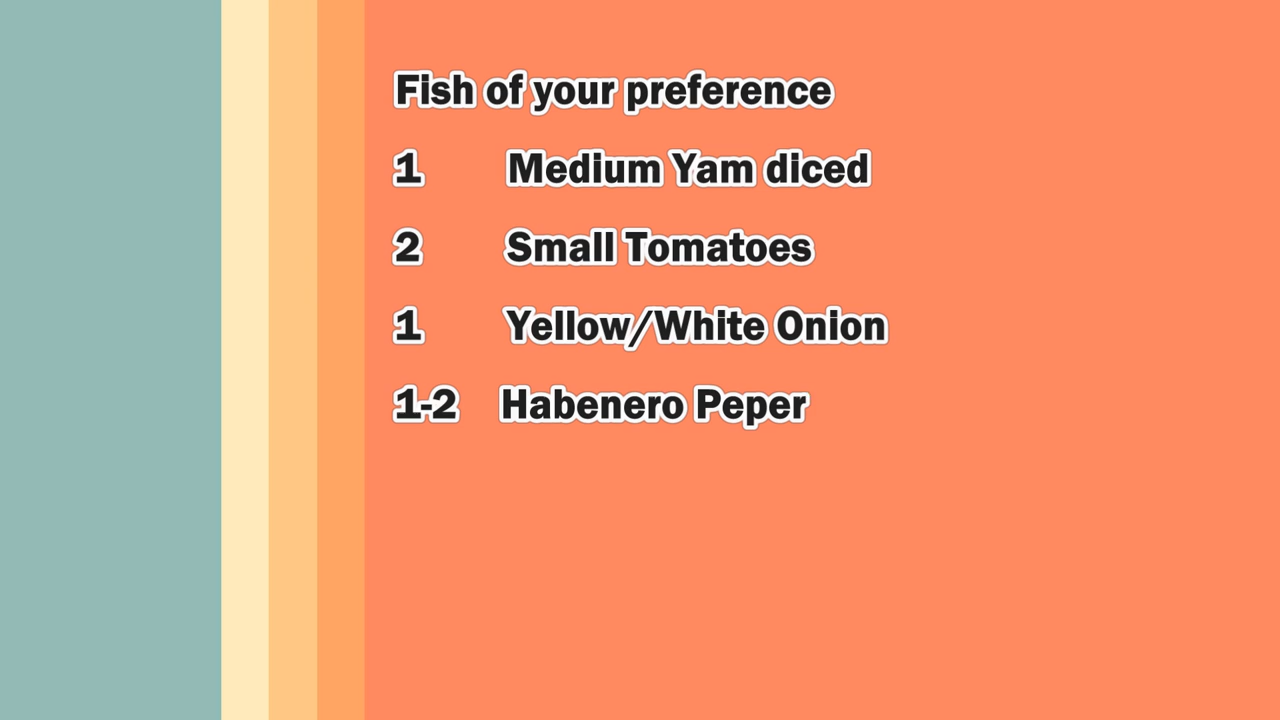 Fish of your preference
1 Medium Yam diced
2 Small Tomatoes
1 Yellow/White Onion
1-2 Habenero Peper